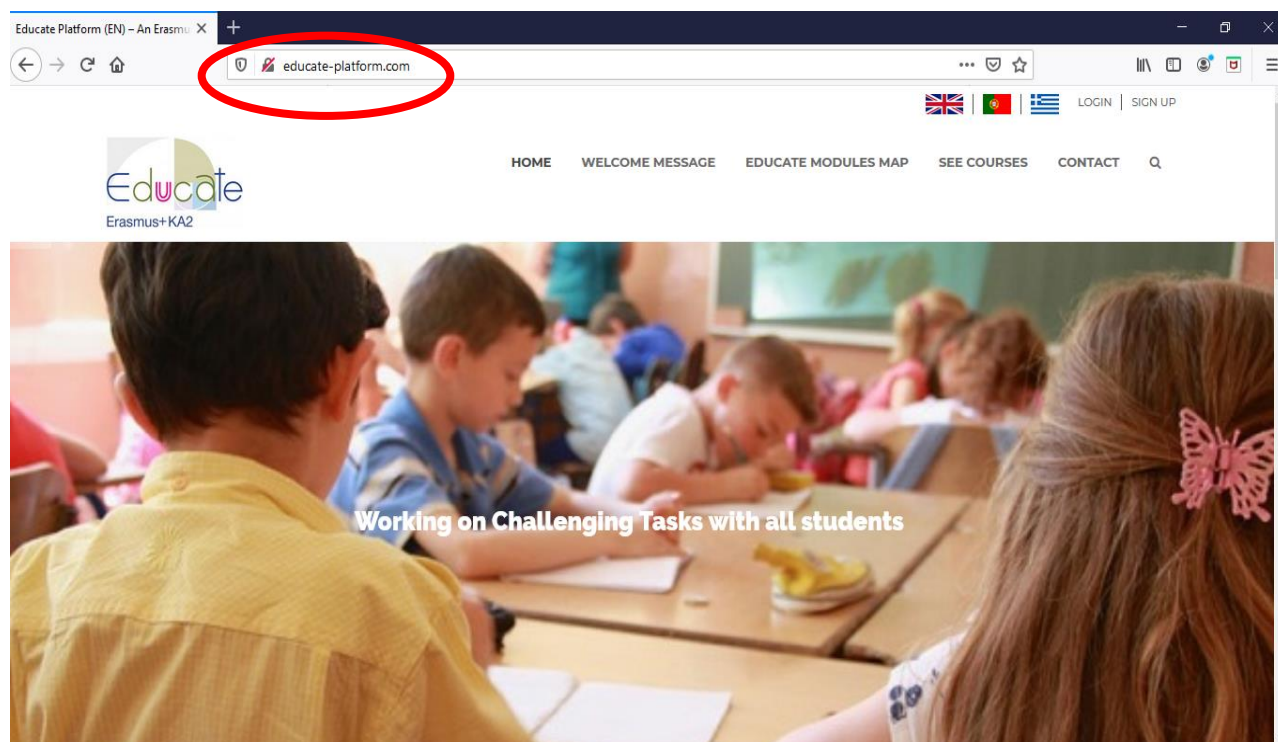 Educate Platform (EN) – An Erasmu
educate-platform.com
LOGIN | SIGN UP
Educate
Erasmus+KA2
HOME WELCOME MESSAGE EDUCATE MODULES MAP SEE COURSES CONTACT
Working on Challenging Tasks with all students